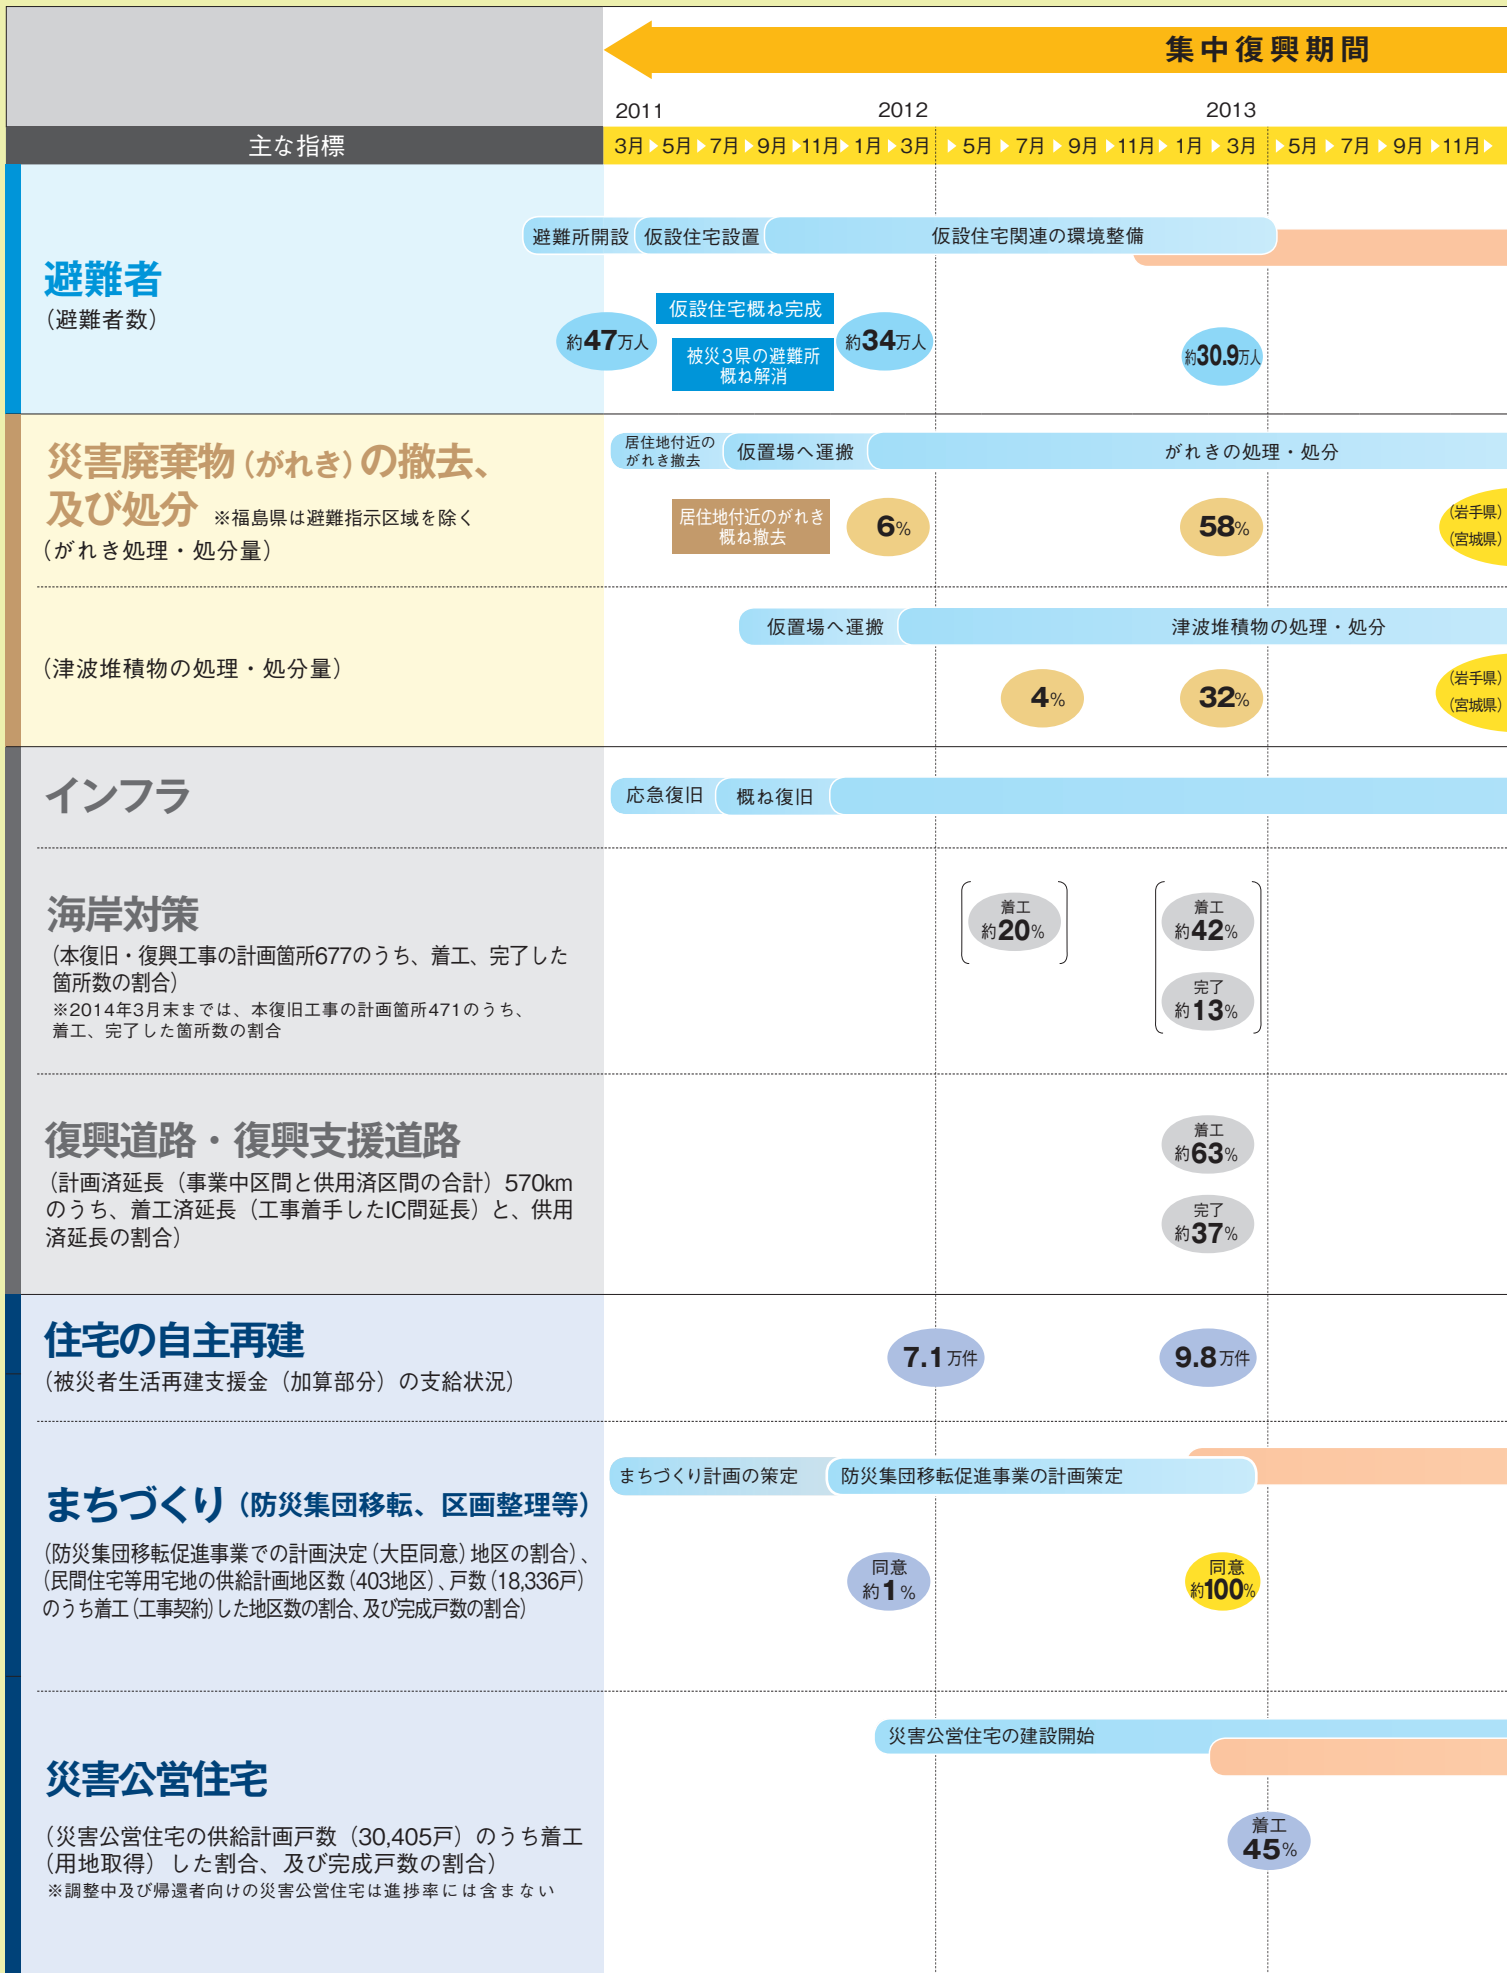 集中復興期間
2011 2012 2013
主な指標
3月 5月 7月 9月 11月 1月 3月 5月 7月 9月 11月 1月 3月 5月 7月 9月 11月
避難所開設 仮設住宅設置 仮設住宅関連の環境整備
避難者
(避難者数)
仮設住宅概ね完成
約47万人
被災3県の避難所
概ね解消
約34万人
約30.9万人
災害廃棄物(がれき)の撤去、
及び処分 ※福島県は避難指示区域を除く
(がれき処理・処分量)
居住地付近の
がれき撤去
仮置場へ運搬
がれきの処理・処分
居住地付近のがれき
概ね撤去
6%
58%
(岩手県)
(宮城県)
(津波堆積物の処理・処分量)
仮置場へ運搬
津波堆積物の処理・処分
4%
32%
(岩手県)
(宮城県)
インフラ
応急復旧 概ね復旧
海岸対策
(本復旧・復興工事の計画箇所677のうち、着工、完了した
箇所数の割合)
※2014年3月末までは、本復旧工事の計画箇所471のうち、
着工、完了した箇所数の割合
着工
約20%
着工
約42%
完了
約13%
復興道路・復興支援道路
(計画済延長(事業中区間と供用済区間の合計)570km
のうち、着工済延長(工事着手したIC間延長)と、供用
済延長の割合)
着工
約63%
完了
約37%
住宅の自主再建
(被災者生活再建支援金(加算部分)の支給状況)
7.1万件
9.8万件
まちづくり(防災集団移転、区画整理等)
(防災集団移転促進事業での計画決定(大臣同意)地区の割合)、
(民間住宅等用宅地の供給計画地区数(403地区)、戸数(18,336戸)
のうち着工(工事契約)した地区数の割合、及び完成戸数の割合)
まちづくり計画の策定 防災集団移転促進事業の計画策定
同意
約1%
同意
約100%
災害公営住宅
(災害公営住宅の供給計画戸数(30,405戸)のうち着工
(用地取得)した割合、及び完成戸数の割合)
※調整中及び帰還者向けの災害公営住宅は進捗率には含まない
災害公営住宅の建設開始
着工
45%